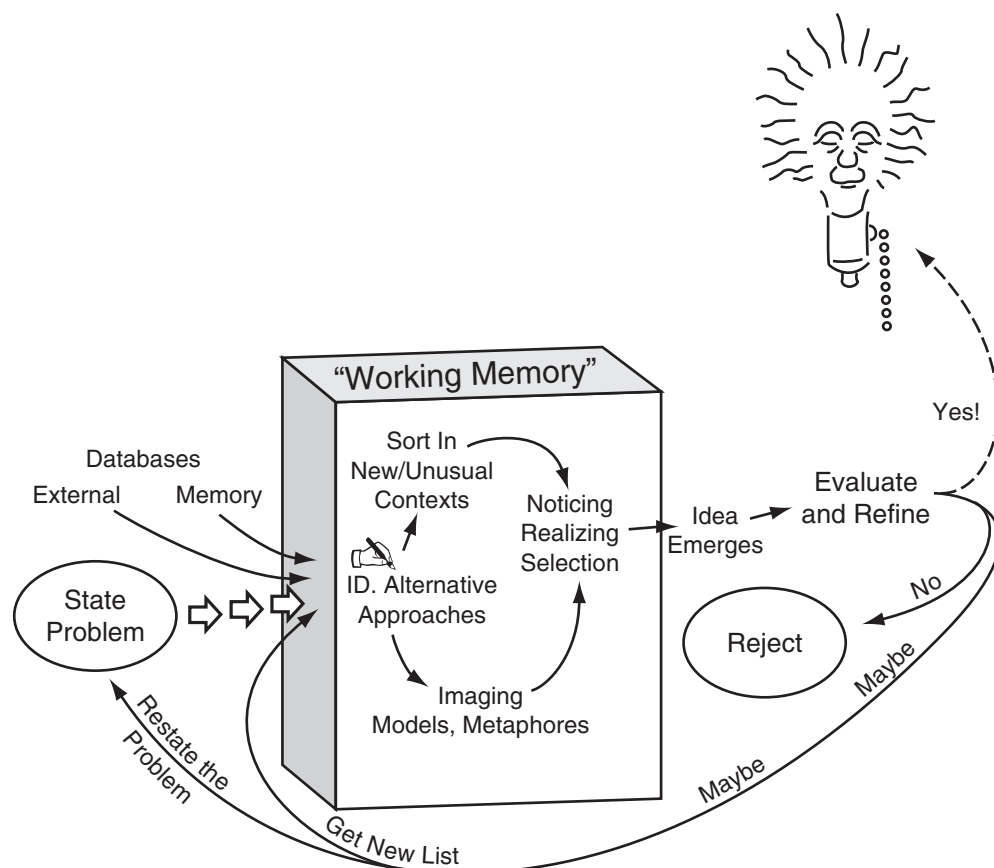 “Working Memory”
Databases
External
Memory
State
Problem
Sort In
New/Unusual
Contexts
ID. Alternative
Approaches
Imaging
Models, Metaphores
Noticing
Realizing
Selection
Idea
Emerges
Evaluate
and Refine
Yes!
No
Reject
Maybe
Maybe
Get New List
Restate the
Problem